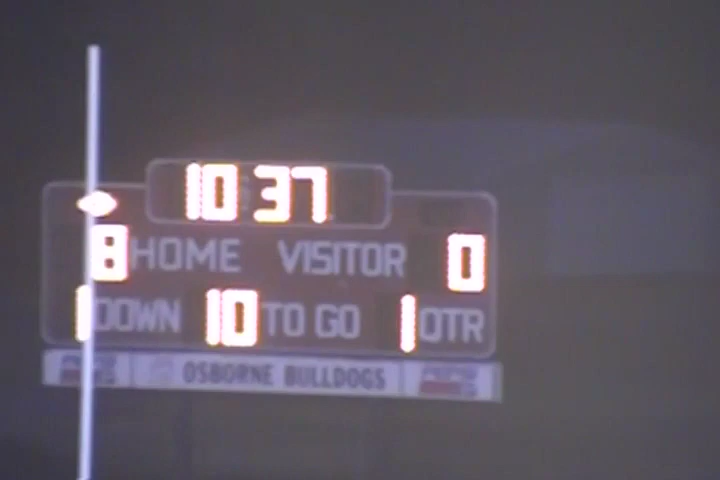 10 37
8 HOME VISITOR 0
1 DOWN 10 TO GO 1 QTR
OSBORNE BULLDOGS